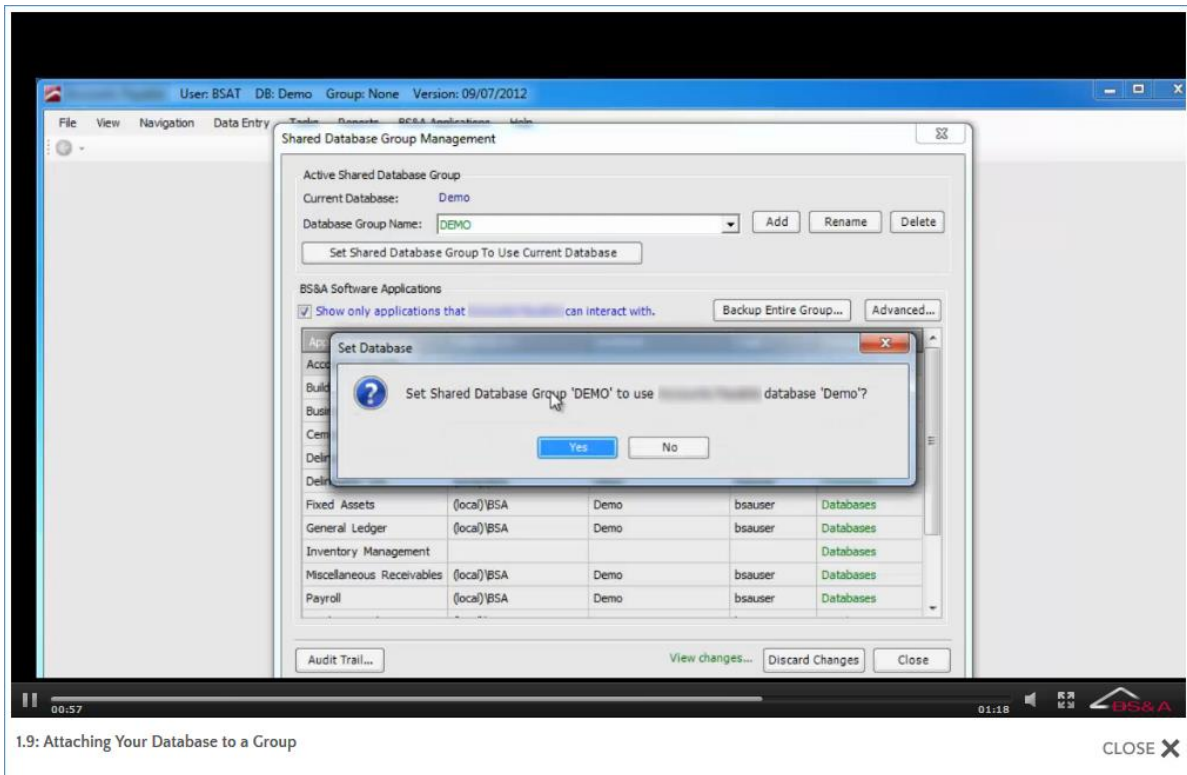 User: BSAT DB: Demo Group: None Version: 09/07/2012
File View Navigation Data Entry Tasks Reports BS&A Applications Help
Shared Database Group Management
Active Shared Database Group
Current Database: Demo
Database Group Name: DEMO Add Rename Delete
Set Shared Database Group To Use Current Database
BS&A Software Applications
Show only applications that can interact with. Backup Entire Group... Advanced...
Set Database
Set Shared Database Group 'DEMO' to use database 'Demo'?
Yes No
Fixed Assets (local)\BSA Demo bsauser Databases
General Ledger (local)\BSA Demo bsauser Databases
Inventory Management Databases
Miscellaneous Receivables (local)\BSA Demo bsauser Databases
Payroll (local)\BSA Demo bsauser Databases
Audit Trail... View changes... Discard Changes Close
00:57 01:18 BS&A
1.9: Attaching Your Database to a Group
CLOSE